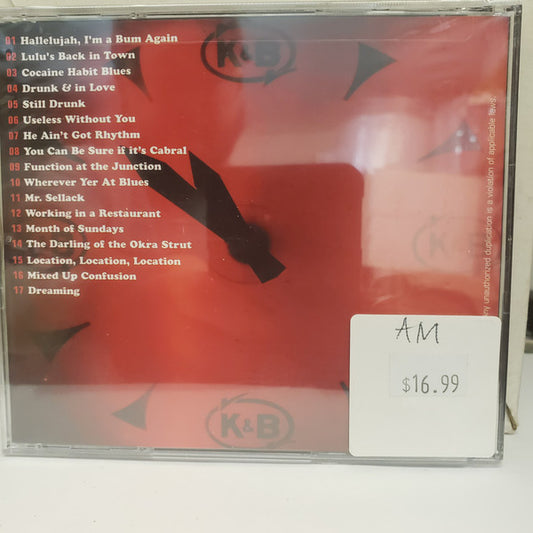 K&B
01 Hallelujah, I'm a Bum Again
02 Lulu's Back in Town
03 Cocaine Habit Blues
04 Drunk & in Love
05 Still Drunk
06 Useless Without You
07 He Ain't Got Rhythm
08 You Can Be Sure if it's Cabral
09 Function at the Junction
10 Wherever Yer At Blues
11 Mr. Sellack
12 Working in a Restaurant
13 Month of Sundays
14 The Darling of the Okra Strut
15 Location, Location, Location
16 Mixed Up Confusion
17 Dreaming
K&B
K&B
unauthorized duplication is a violation of applicable laws.
AM
$16.99